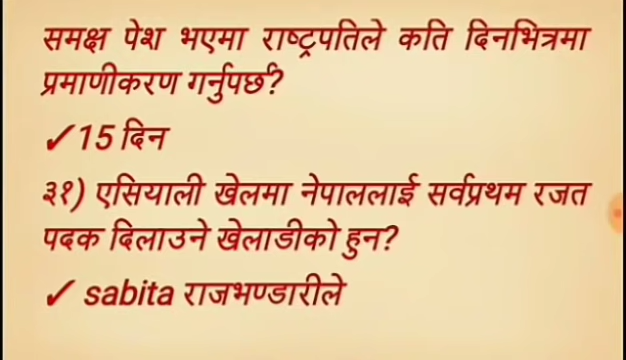 समक्ष पेश भएमा राष्ट्रपतिले कति दिनभित्रमा
प्रमाणीकरण गर्नुपर्छ?
✓15 दिन
३१) एसियाली खेलमा नेपाललाई सर्वप्रथम रजत
पदक दिलाउने खेलाडीको हुन?
✓ sabita राजभण्डारीले